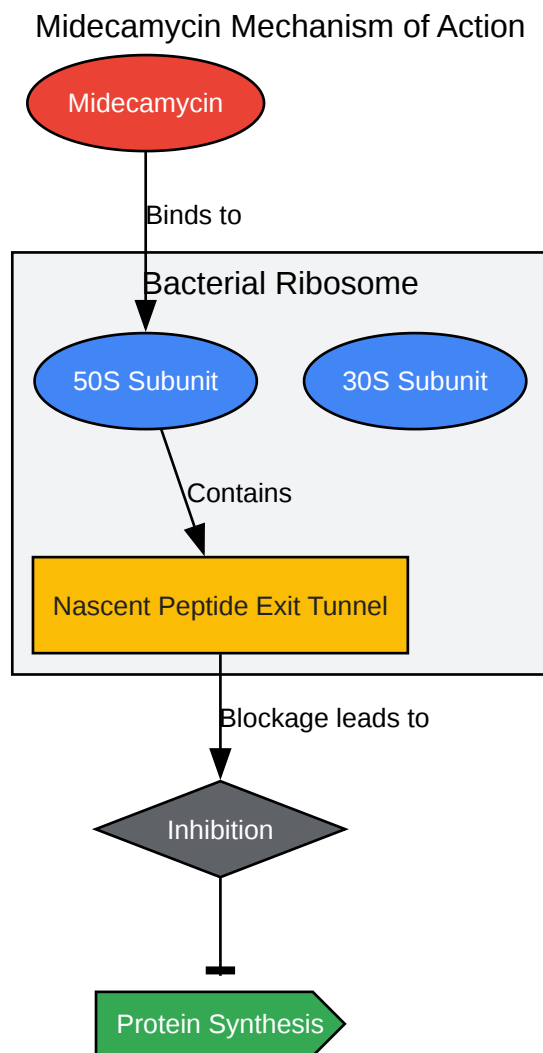 Midecamycin Mechanism of Action
Midecamycin
Binds to
Bacterial Ribosome
50S Subunit
30S Subunit
Contains
Nascent Peptide Exit Tunnel
Blockage leads to
Inhibition
Protein Synthesis